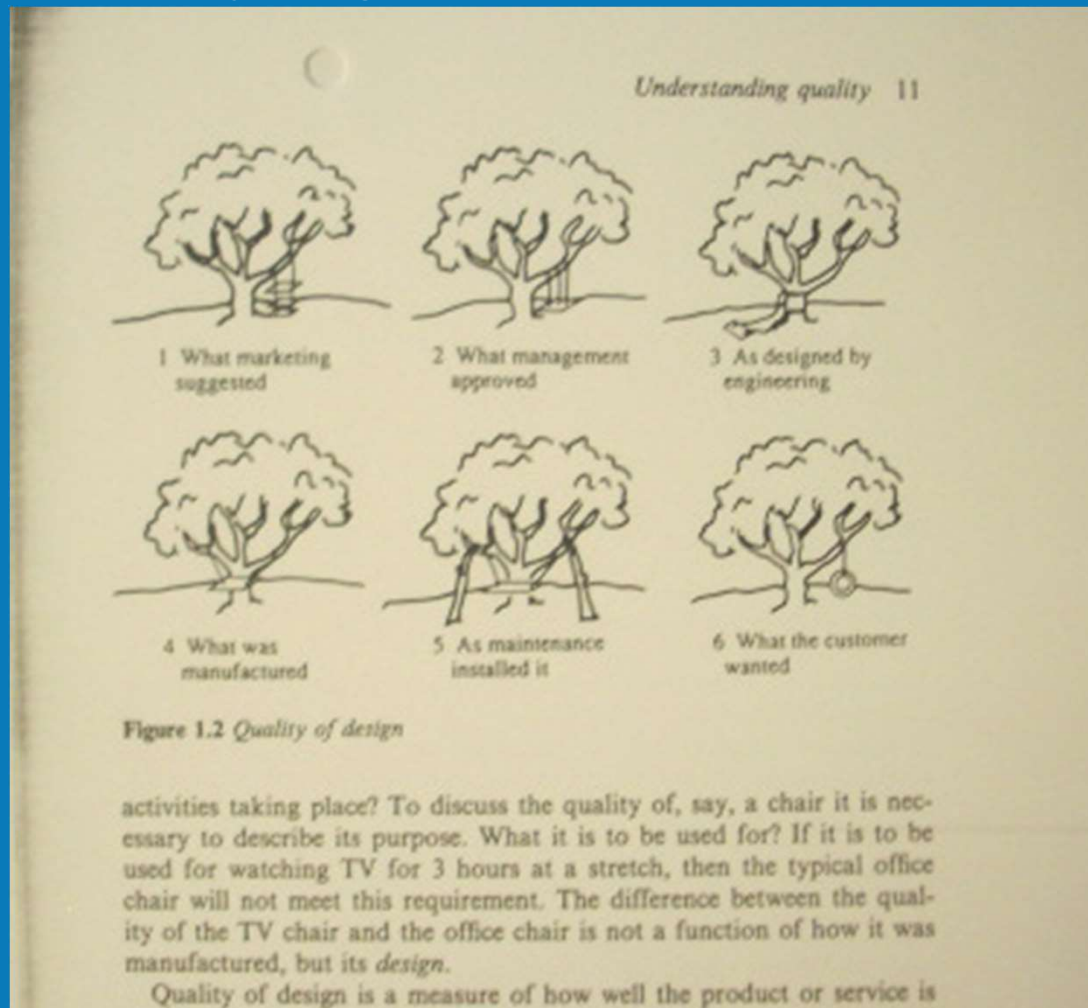 Understanding quality 11
1 What marketing
suggested
2 What management
approved
3 As designed by
engineering
4 What was
manufactured
5 As maintenance
installed it
6 What the customer
wanted
Figure 1.2 Quality of design
activities taking place? To discuss the quality of, say, a chair it is nec-
essary to describe its purpose. What it is to be used for? If it is to be
used for watching TV for 3 hours at a stretch, then the typical office
chair will not meet this requirement. The difference between the qual-
ity of the TV chair and the office chair is not a function of how it was
manufactured, but its design.
Quality of design is a measure of how well the product or service is